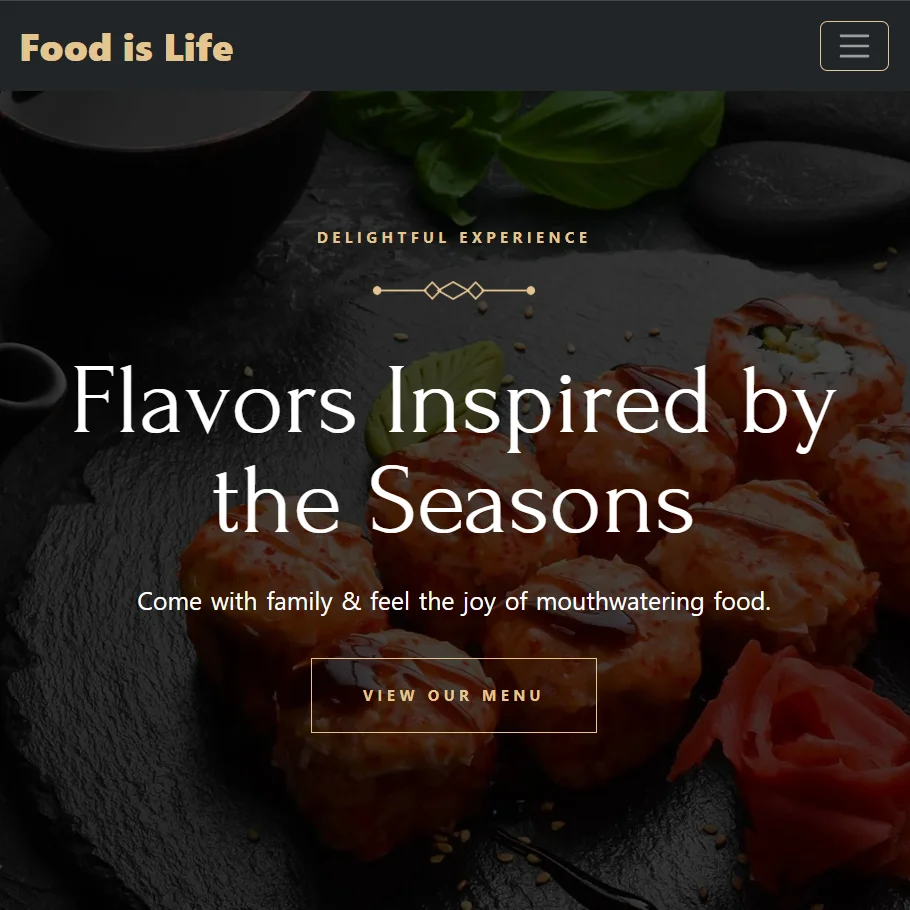 Food is Life
DELIGHTFUL EXPERIENCE
Flavors Inspired by
the Seasons
Come with family & feel the joy of mouthwatering food.
VIEW OUR MENU